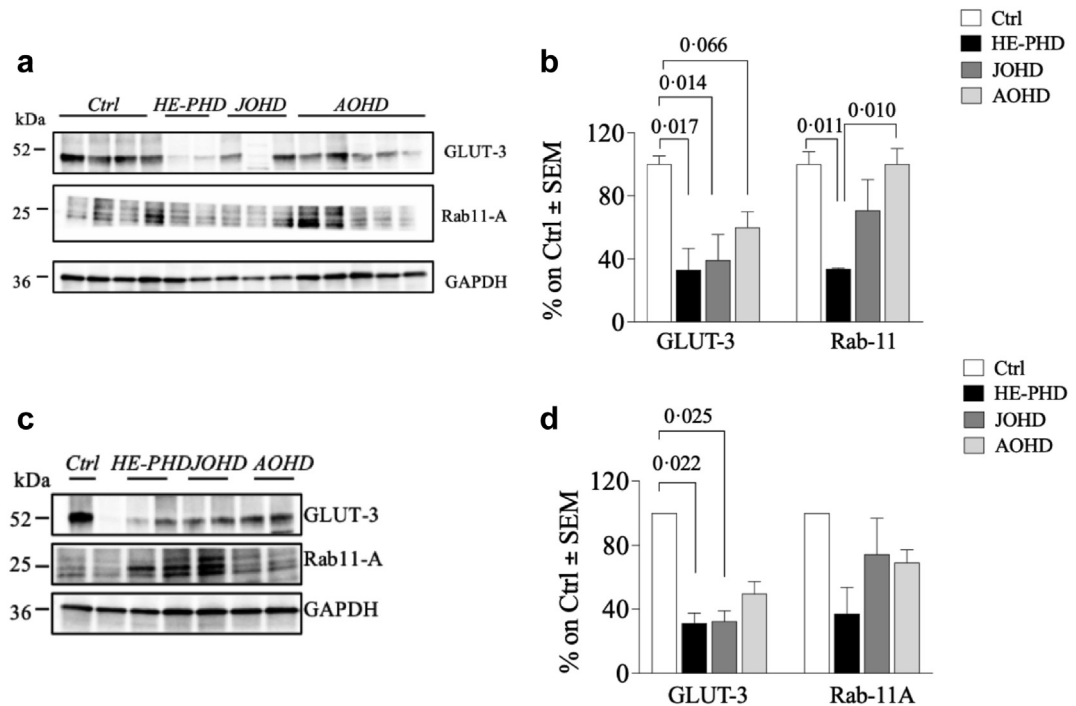 a
Ctrl HE-PHD JOHD AOHD
kDa
52 GLUT-3
25 Rab11-A
36 GAPDH
b
Ctrl
HE-PHD
JOHD
AOHD
0·066
0·014
0·017
0·010
0·011
% on Ctrl ± SEM
120
80
40
0
GLUT-3 Rab-11
c
Ctrl HE-PHD JOHD AOHD
kDa
52 GLUT-3
25 Rab11-A
36 GAPDH
d
Ctrl
HE-PHD
JOHD
AOHD
0·025
0·022
% on Ctrl ± SEM
120
80
40
0
GLUT-3 Rab-11A